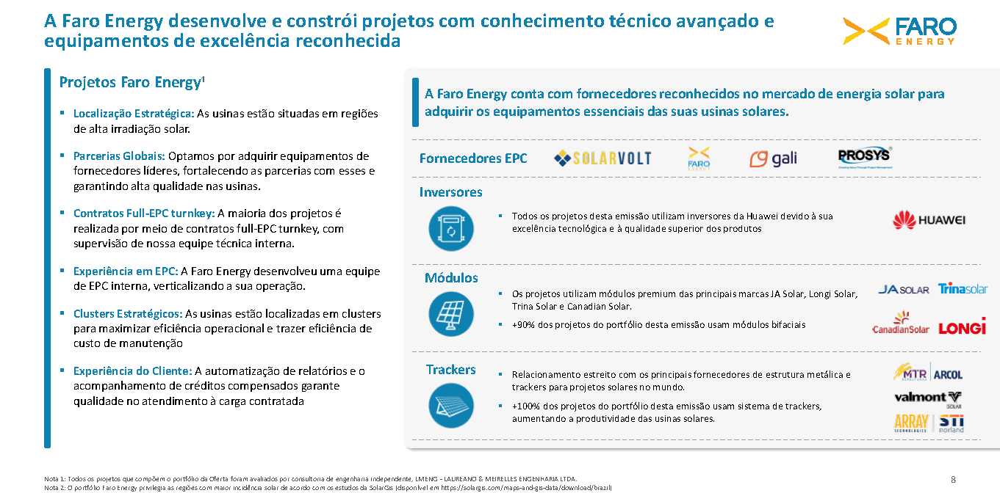 A Faro Energy desenvolve e constrói projetos com conhecimento técnico avançado e
equipamentos de excelência reconhecida
FARO
ENERGY
Projetos Faro Energy¹
▪ Localização Estratégica: As usinas estão situadas em regiões
de alta irradiação solar.
▪ Parcerias Globais: Optamos por adquirir equipamentos de
fornecedores líderes, fortalecendo as parcerias com esses e
garantindo alta qualidade nas usinas.
▪ Contratos Full-EPC turnkey: A maioria dos projetos é
realizada por meio de contratos full-EPC turnkey, com
supervisão de nossa equipe técnica interna.
▪ Experiência em EPC: A Faro Energy desenvolveu uma equipe
de EPC interna, verticalizando a sua operação.
▪ Clusters Estratégicos: As usinas estão localizadas em clusters
para maximizar eficiência operacional e trazer eficiência de
custo de manutenção
▪ Experiência do Cliente: A automatização de relatórios e o
acompanhamento de créditos compensados garante
qualidade no atendimento à carga contratada
A Faro Energy conta com fornecedores reconhecidos no mercado de energia solar para
adquirir os equipamentos essenciais das suas usinas solares.
Fornecedores EPC
SOLARVOLT
FARO
ENERGY
gali
PROSYS
Inversores
▪ Todos os projetos desta emissão utilizam inversores da Huawei devido à sua
excelência tecnológica e à qualidade superior dos produtos
HUAWEI
Módulos
▪ Os projetos utilizam módulos premium das principais marcas JA Solar, Longi Solar,
Trina Solar e Canadian Solar.
▪ +90% dos projetos do portfólio desta emissão usam módulos bifaciais
JA SOLAR
Trinasolar
CanadianSolar
LONGi
Trackers
▪ Relacionamento estreito com os principais fornecedores de estrutura metálica e
trackers para projetos solares no mundo.
▪ +100% dos projetos do portfólio desta emissão usam sistema de trackers,
aumentando a produtividade das usinas solares.
MTR
ESTRUTURAS
ARCOL
valmont
SOLAR
ARRAY
TECHNOLOGIES
STi
norland
Nota 1: Todos os projetos que compõem o portfólio da Oferta foram avaliados por consultoria de engenharia independente, LMENG - LAUREANO & MEIRELLES ENGENHARIA LTDA.
Nota 2: O portfólio Faro Energy privilegia as regiões com maior incidência solar de acordo com os estudos da SolarGis (disponível em https://solargis.com/maps-and-gis-data/download/brazil)
8